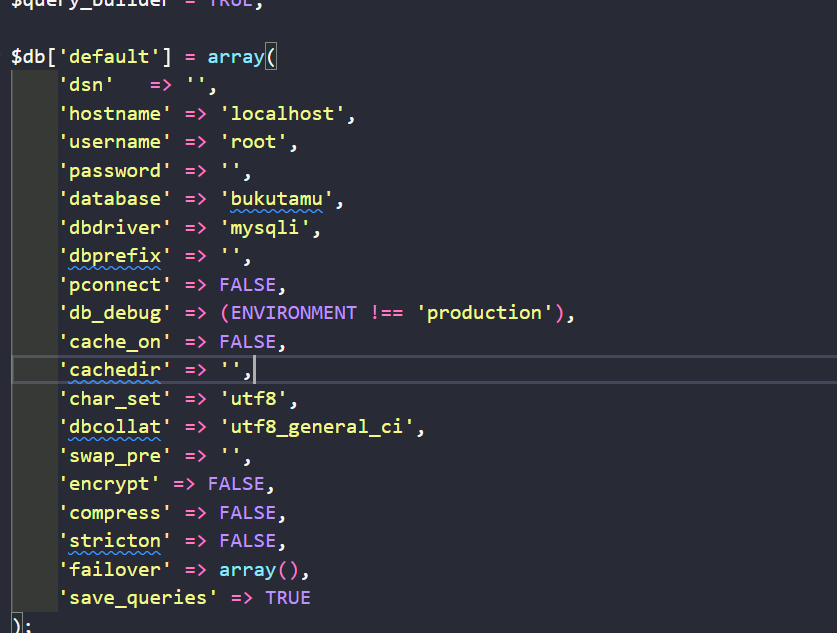 $query_builder = TRUE;
$db['default'] = array(
'dsn'   => '',
'hostname' => 'localhost',
'username' => 'root',
'password' => '',
'database' => 'bukutamu',
'dbdriver' => 'mysqli',
'dbprefix' => '',
'pconnect' => FALSE,
'db_debug' => (ENVIRONMENT !== 'production'),
'cache_on' => FALSE,
'cachedir' => '',
'char_set' => 'utf8',
'dbcollat' => 'utf8_general_ci',
'swap_pre' => '',
'encrypt' => FALSE,
'compress' => FALSE,
'stricton' => FALSE,
'failover' => array(),
'save_queries' => TRUE
);